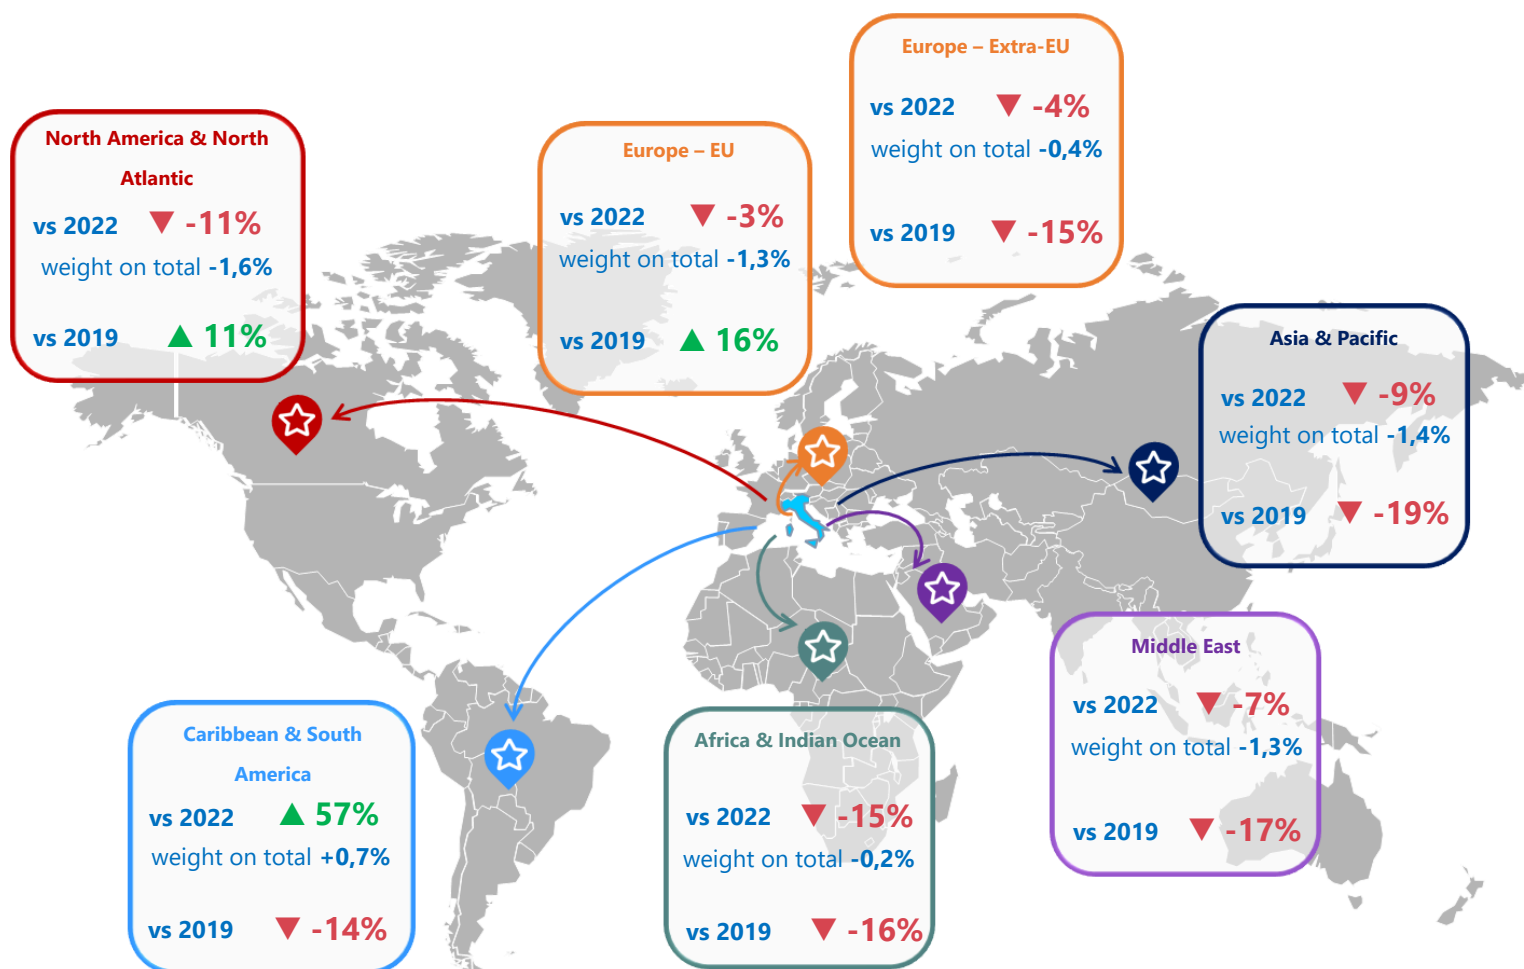 Europe – Extra-EU
vs 2022 ▼ -4%
weight on total -0,4%
vs 2019 ▼ -15%
North America & North
Atlantic
vs 2022 ▼ -11%
weight on total -1,6%
vs 2019 ▲ 11%
Europe – EU
vs 2022 ▼ -3%
weight on total -1,3%
vs 2019 ▲ 16%
Asia & Pacific
vs 2022 ▼ -9%
weight on total -1,4%
vs 2019 ▼ -19%
Middle East
vs 2022 ▼ -7%
weight on total -1,3%
vs 2019 ▼ -17%
Caribbean & South
America
vs 2022 ▲ 57%
weight on total +0,7%
vs 2019 ▼ -14%
Africa & Indian Ocean
vs 2022 ▼ -15%
weight on total -0,2%
vs 2019 ▼ -16%